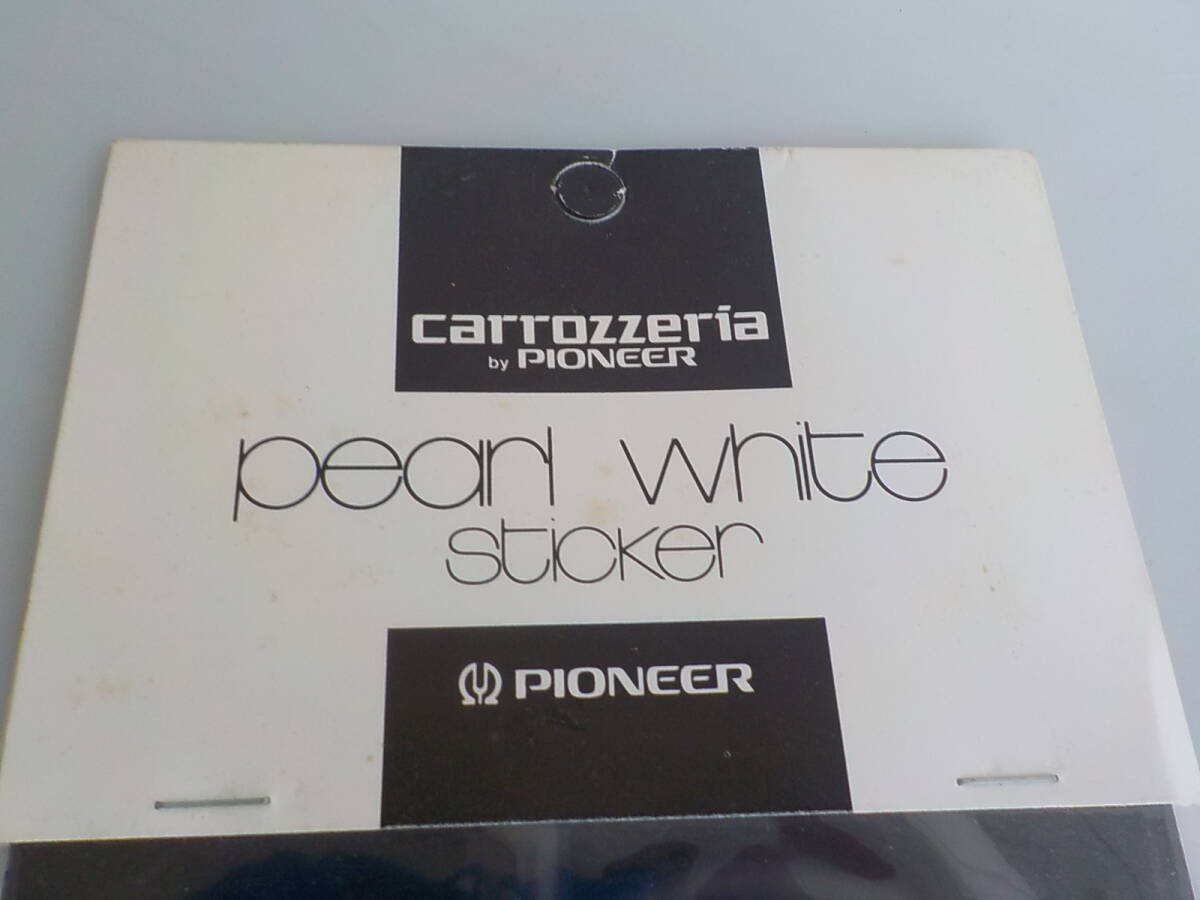 carrozzeria
by PIONEER
pearl white
sticker
PIONEER